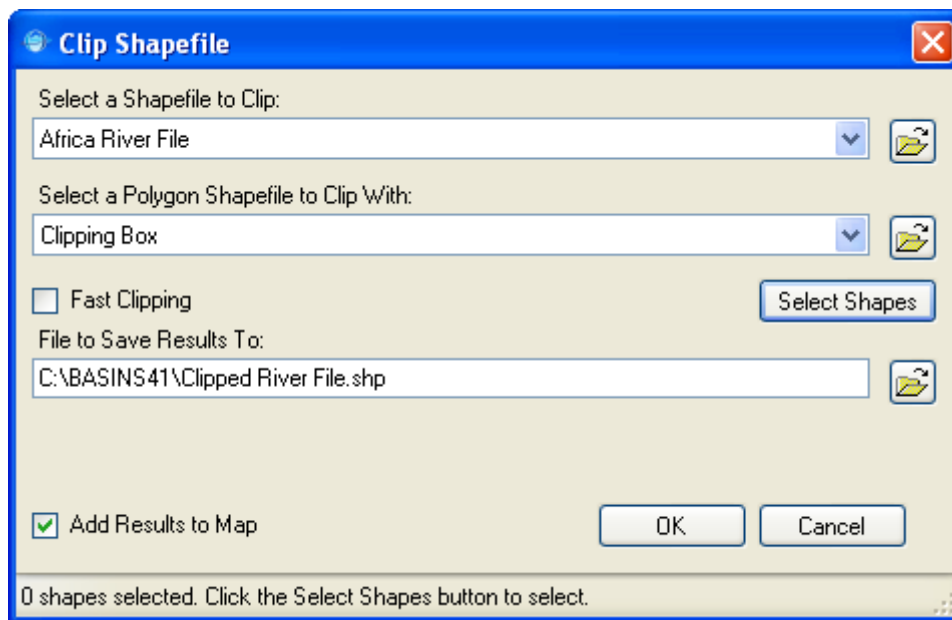 Clip Shapefile
Select a Shapefile to Clip:
Africa River File
Select a Polygon Shapefile to Clip With:
Clipping Box
Fast Clipping
Select Shapes
File to Save Results To:
C:\BASINS41\Clipped River File.shp
Add Results to Map
OK
Cancel
0 shapes selected. Click the Select Shapes button to select.